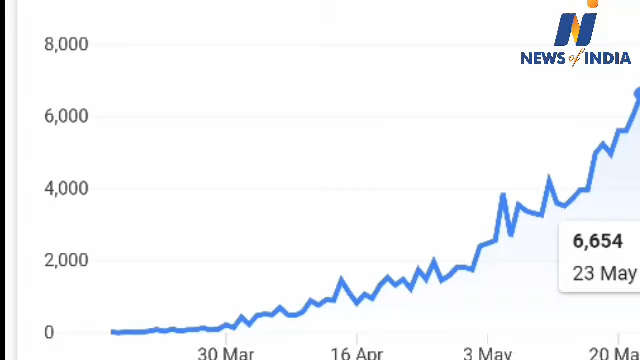 8,000
NEWS of INDIA
6,000
4,000
6,654
23 May
2,000
0
30 Mar
16 Apr
3 May
20 Ma